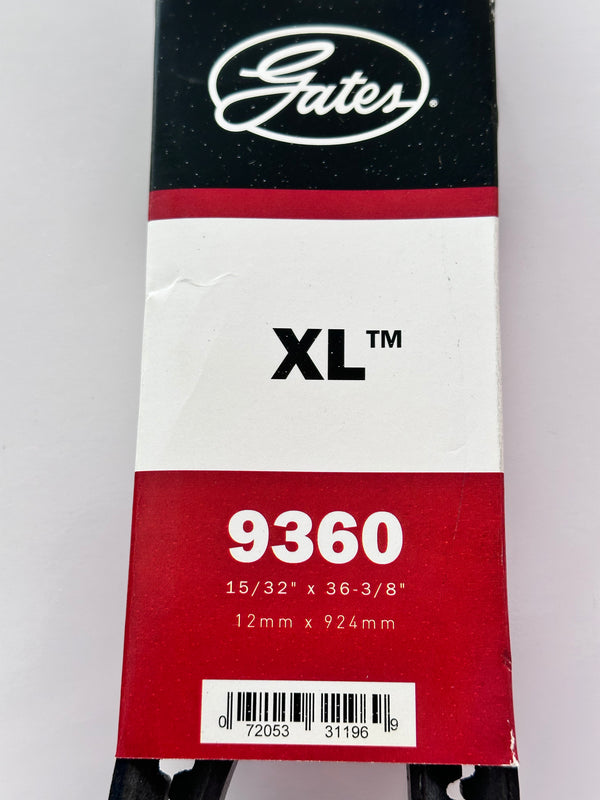 Gates®
XL™
9360
15/32" x 36-3/8"
12mm x 924mm
0 72053 31196 9